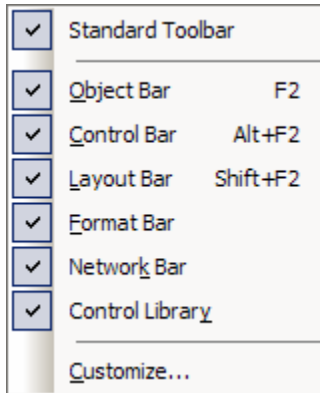 Standard Toolbar
Object Bar F2
Control Bar Alt+F2
Layout Bar Shift+F2
Format Bar
Network Bar
Control Library
Customize...